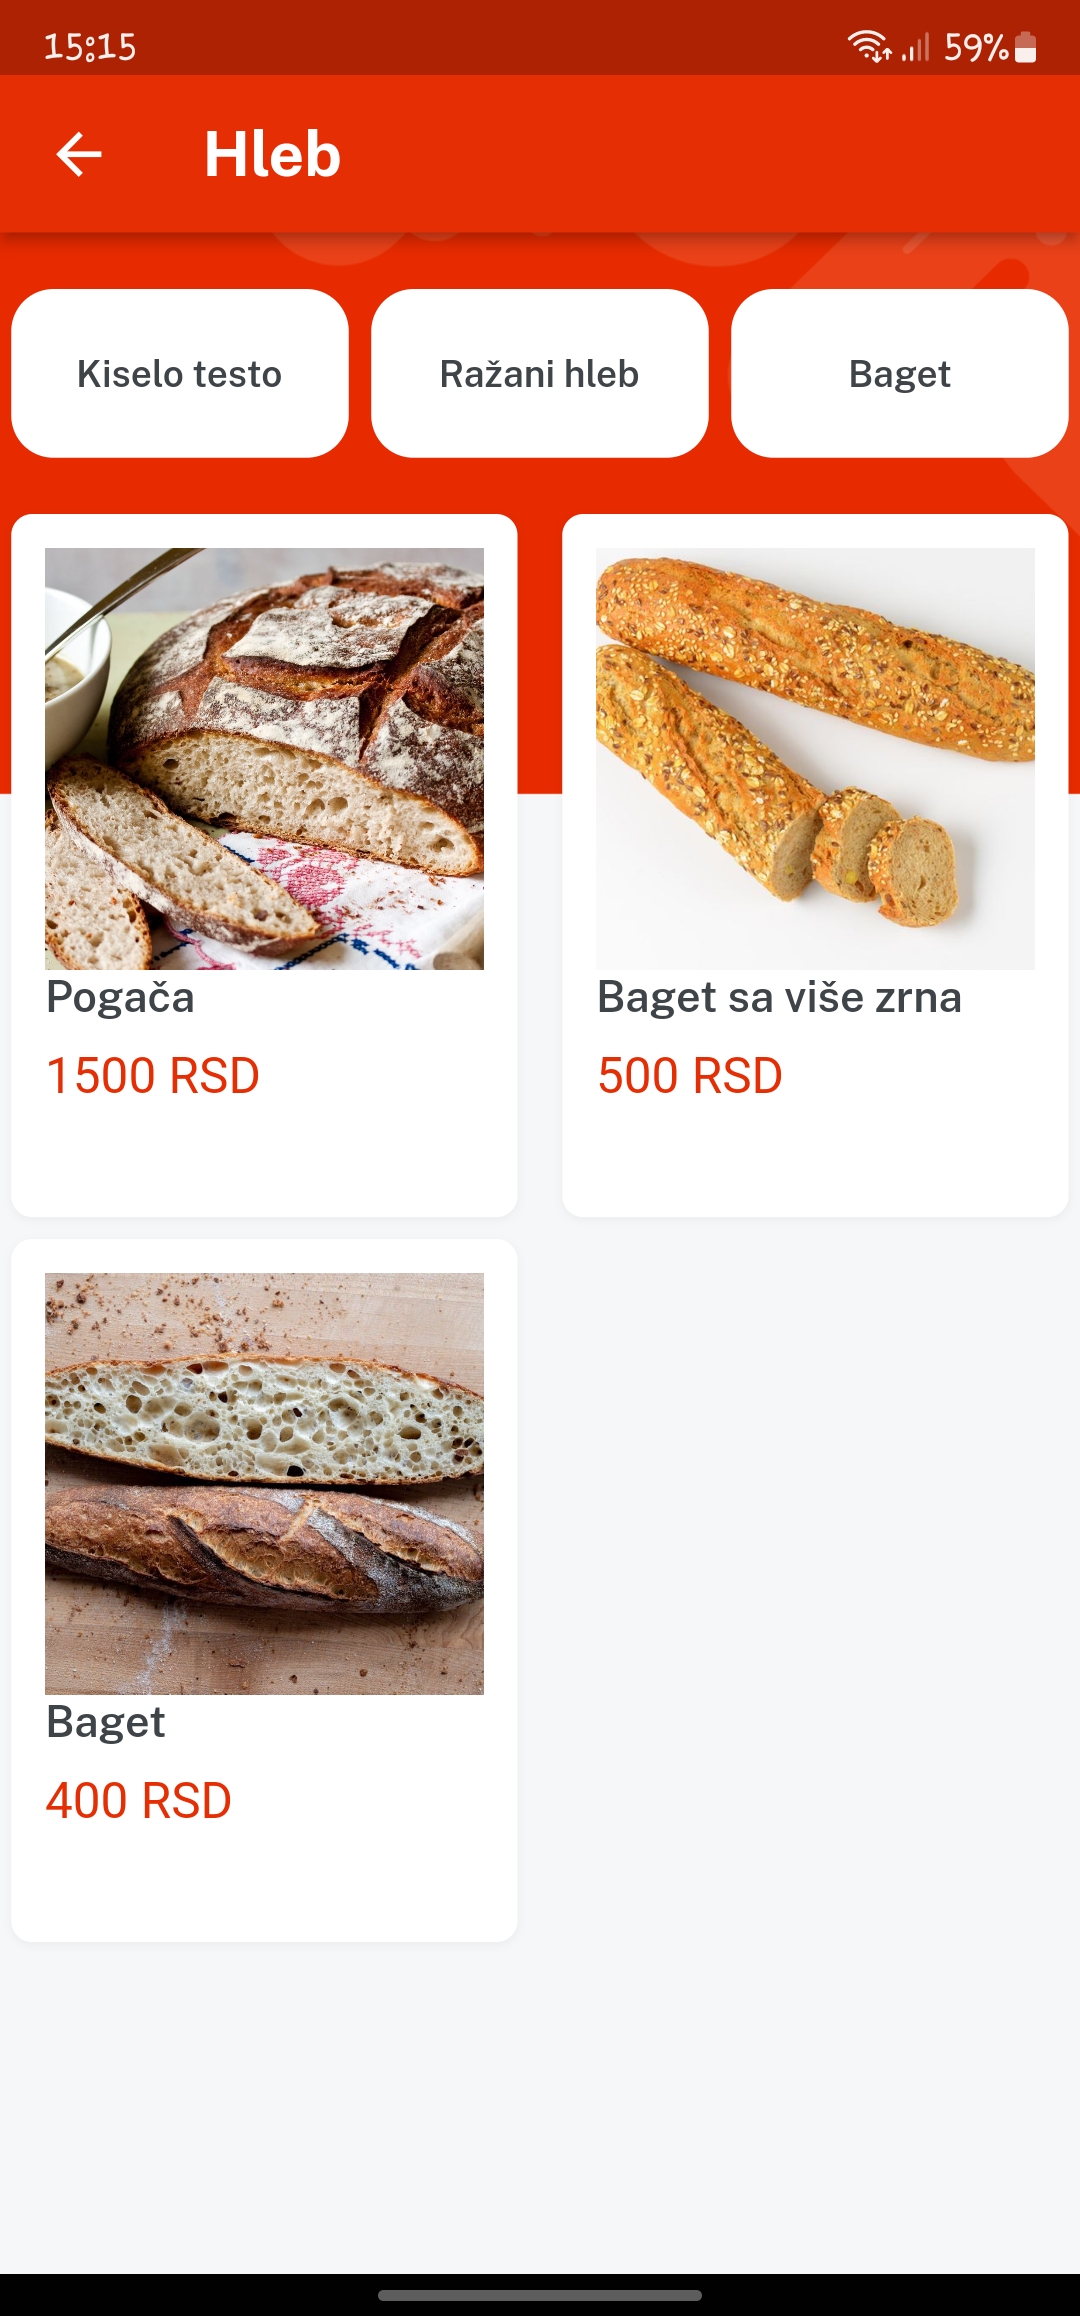 15:15
59%
Hleb
Kiselo testo
Ražani hleb
Baget
Pogača
1500 RSD
Baget sa više zrna
500 RSD
Baget
400 RSD